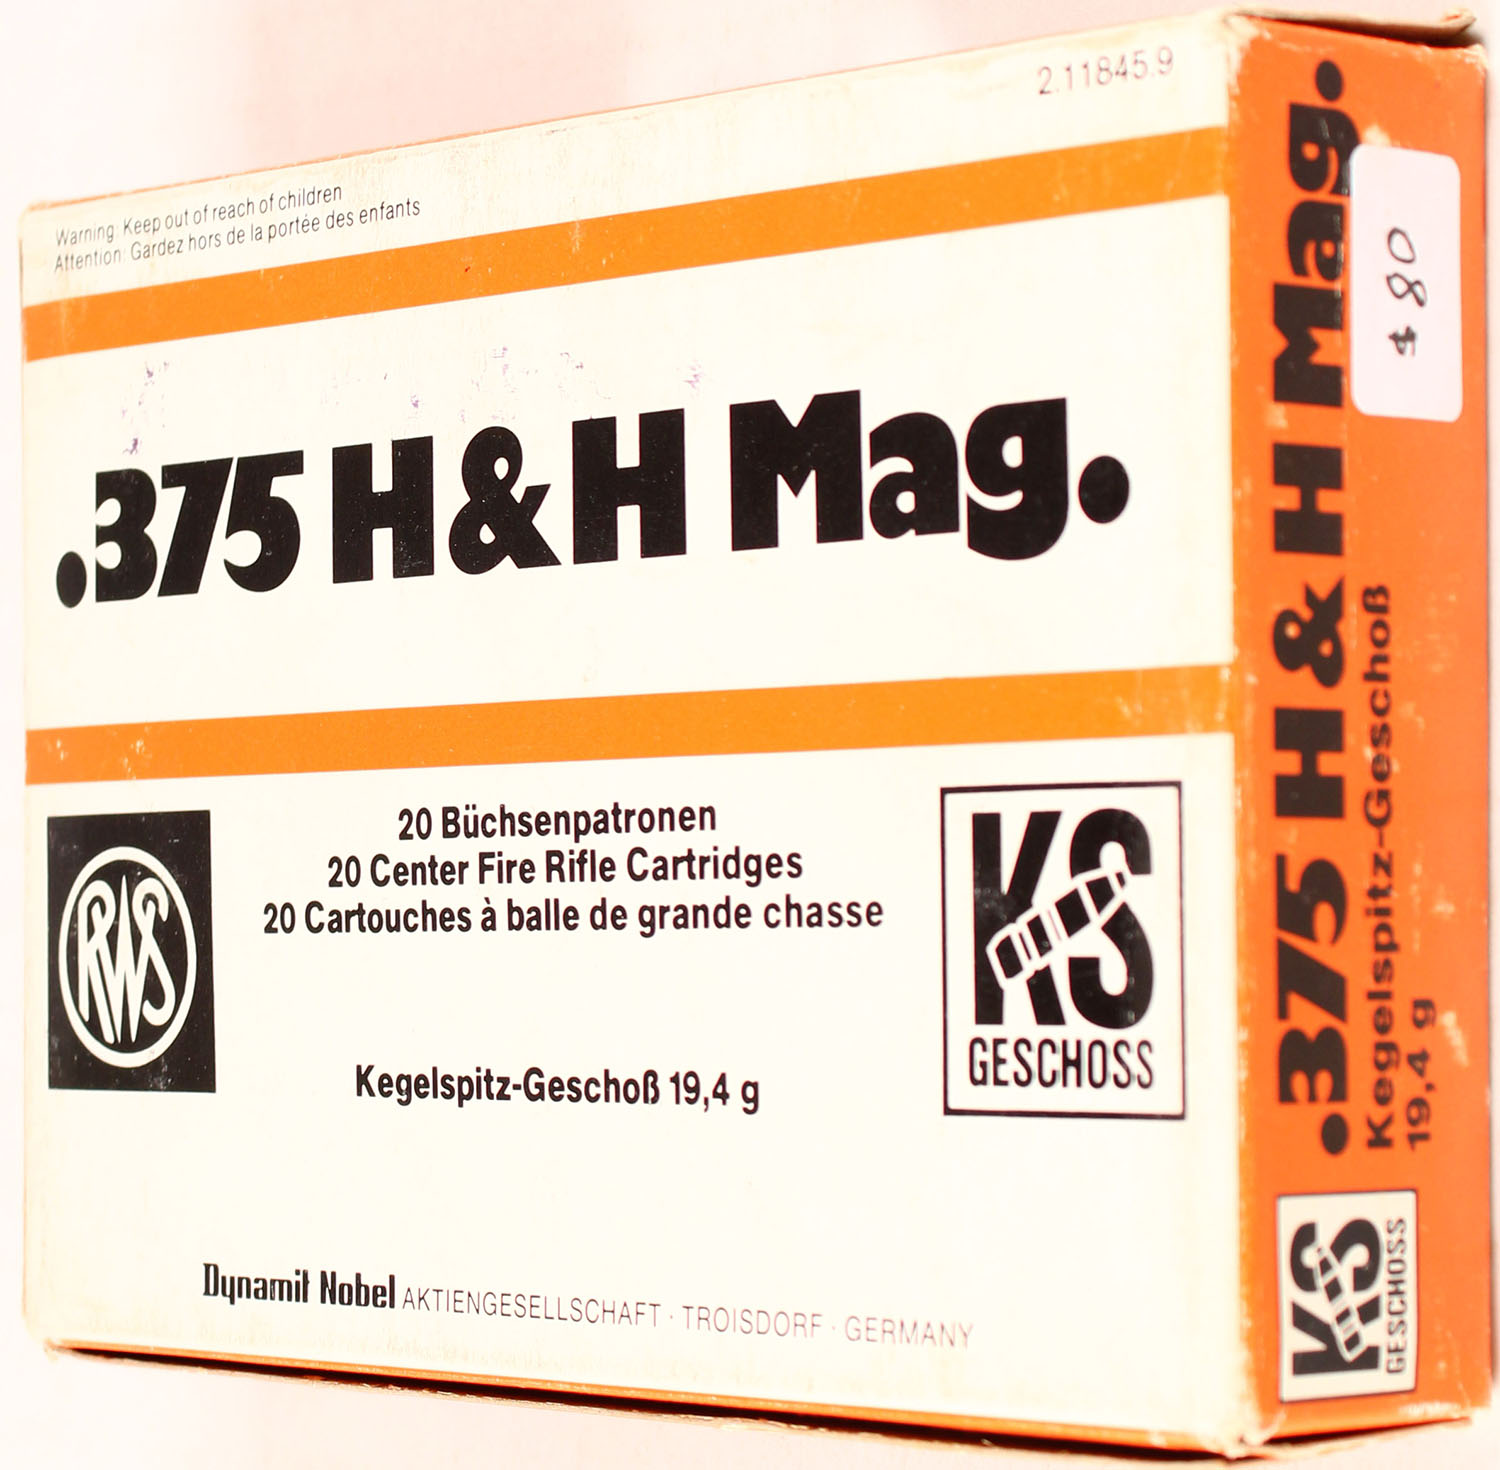 2.11845.9
Warning: Keep out of reach of children
Attention: Gardez hors de la portée des enfants
.375 H&H Mag.
RWS
20 Büchsenpatronen
20 Center Fire Rifle Cartridges
20 Cartouches à balle de grande chasse
Kegelspitz-Geschoß 19,4 g
KS
GESCHOSS
Dynamit Nobel AKTIENGESELLSCHAFT · TROISDORF · GERMANY
.375 H&H Mag.
Kegelspitz-Geschoß
19,4 g
KS
GESCHOSS
$80